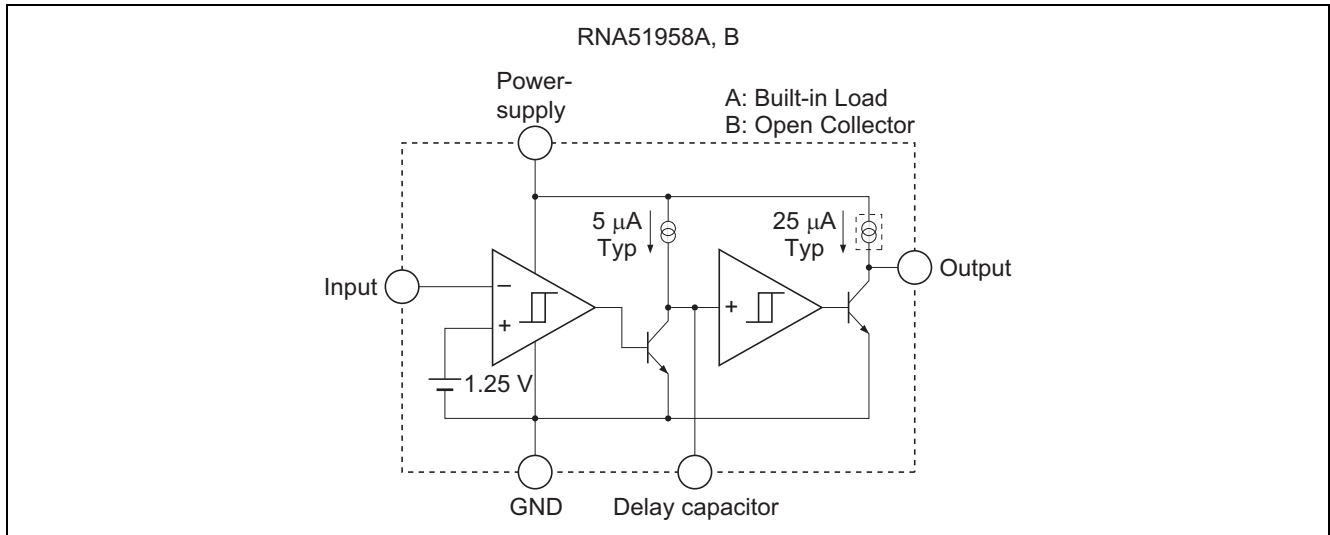 RNA51958A, B
Power-
supply
A: Built-in Load
B: Open Collector
5 μA
Typ
25 μA
Typ
Input
−
+
1.25 V
+
Output
GND
Delay capacitor